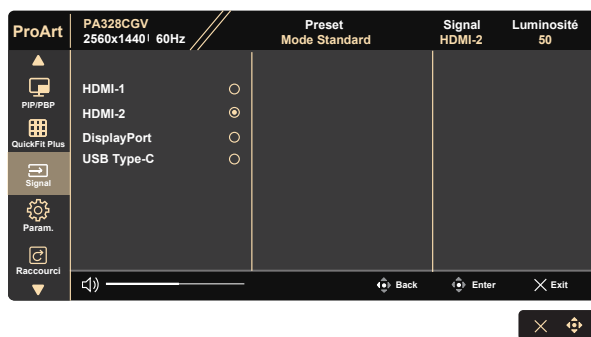 ProArt
PA328CGV
2560x1440 60Hz
Preset
Mode Standard
Signal
HDMI-2
Luminosité
50
PIP/PBP
QuickFit Plus
Signal
Param.
Raccourci
HDMI-1
HDMI-2
DisplayPort
USB Type-C
Back
Enter
Exit